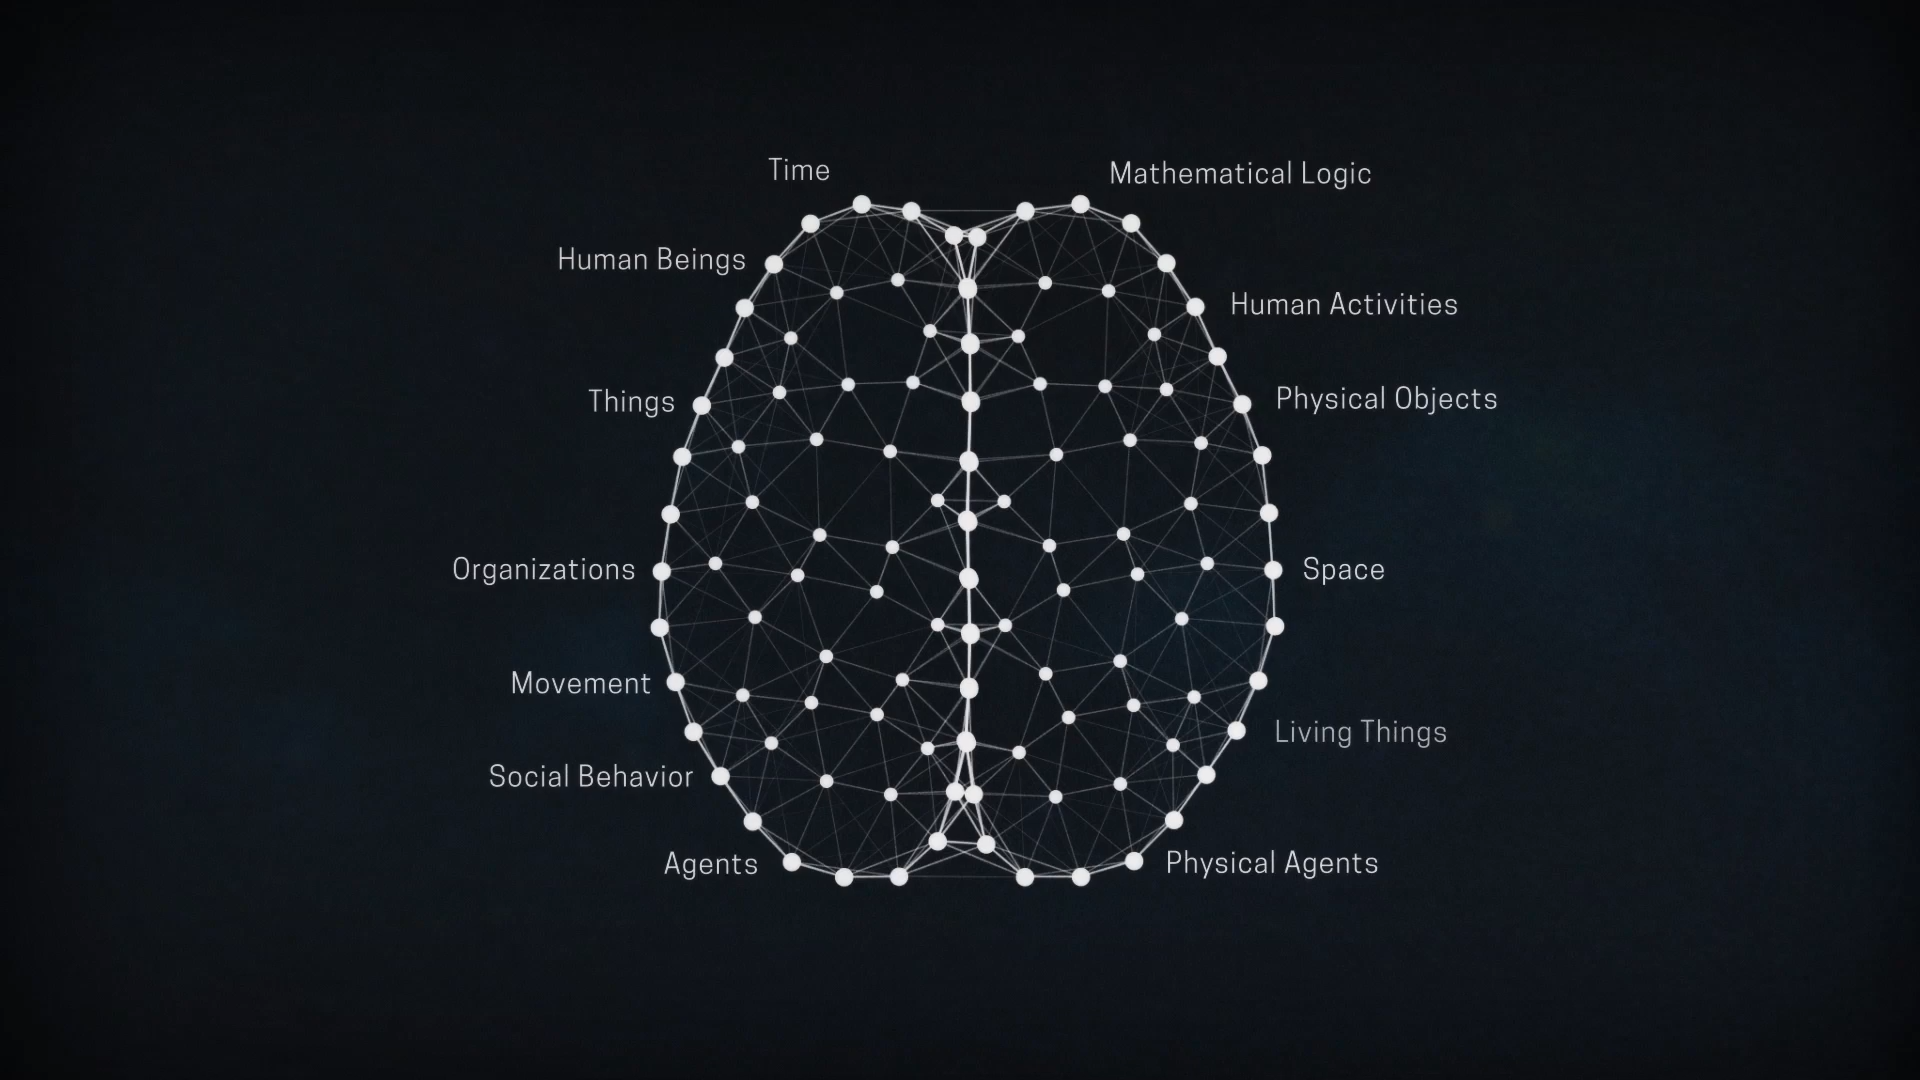 Time
Mathematical Logic
Human Beings
Human Activities
Things
Physical Objects
Organizations
Space
Movement
Living Things
Social Behavior
Agents
Physical Agents